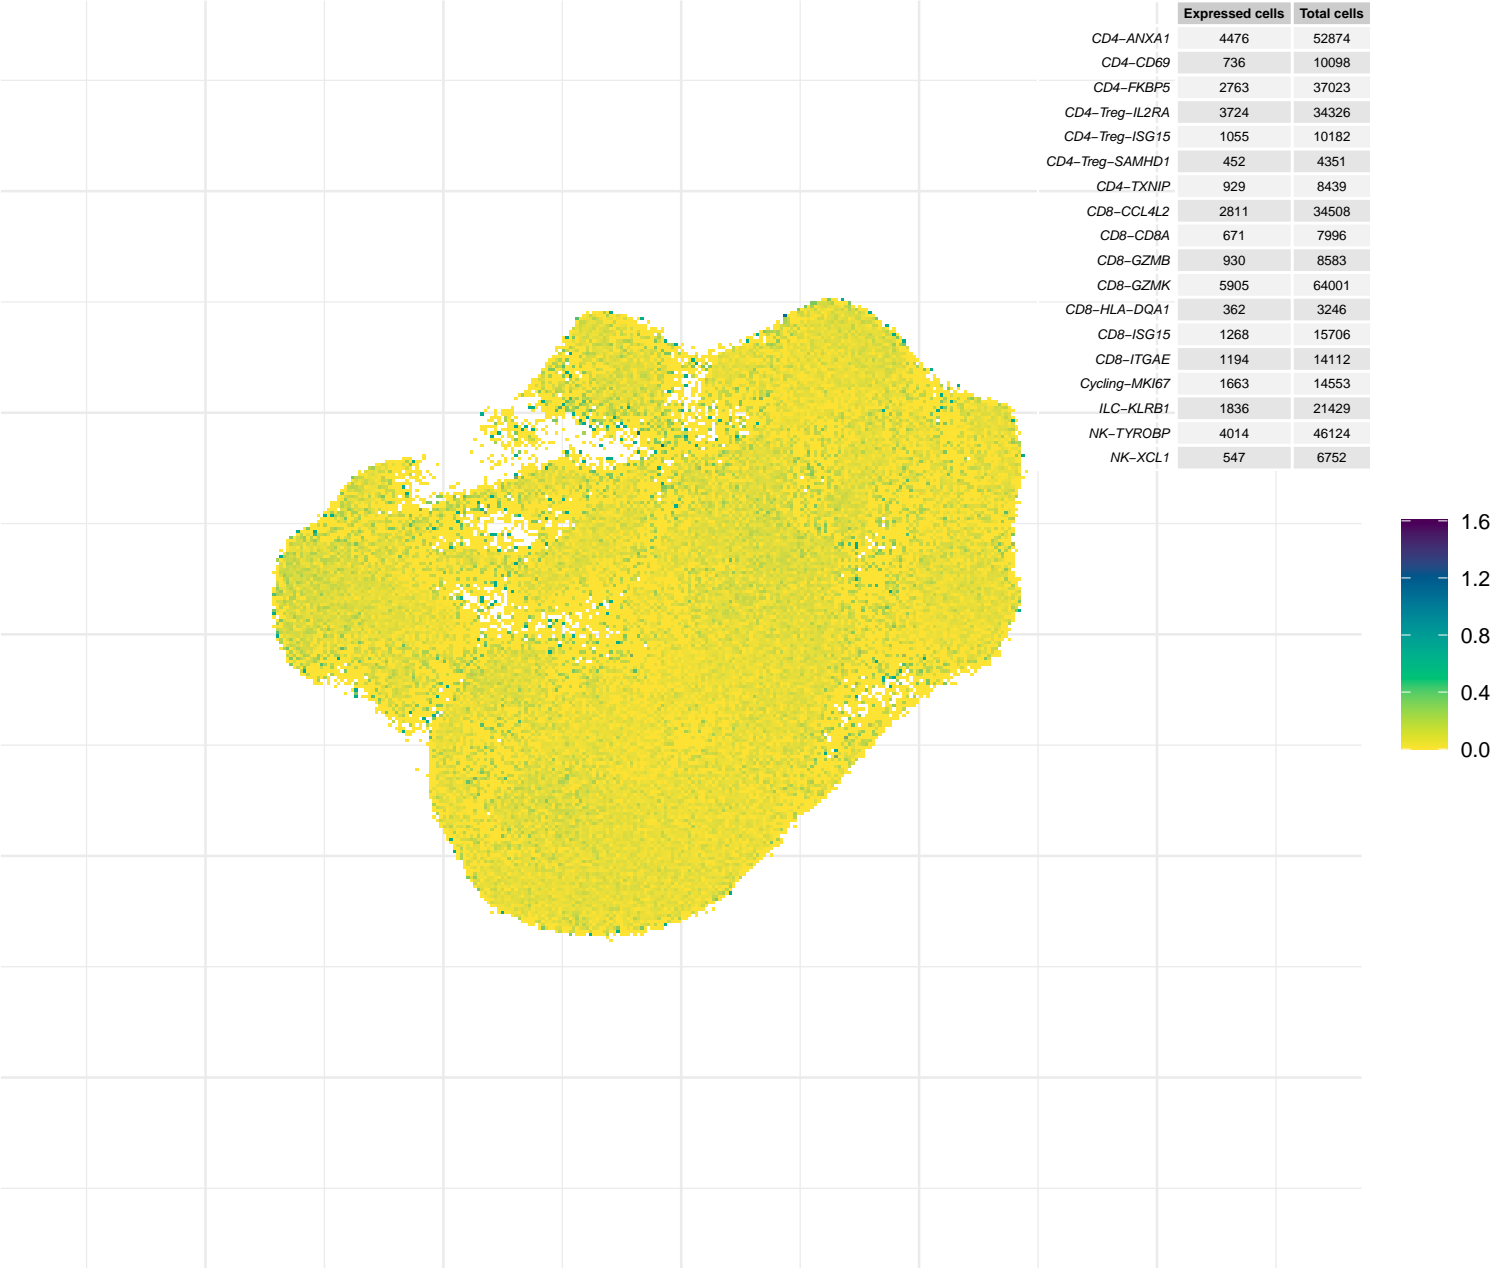 Expressed cells Total cells
CD4−ANXA1 4476 52874
CD4−CD69 736 10098
CD4−FKBP5 2763 37023
CD4−Treg−IL2RA 3724 34326
CD4−Treg−ISG15 1055 10182
CD4−Treg−SAMHD1 452 4351
CD4−TXNIP 929 8439
CD8−CCL4L2 2811 34508
CD8−CD8A 671 7996
CD8−GZMB 930 8583
CD8−GZMK 5905 64001
CD8−HLA−DQA1 362 3246
CD8−ISG15 1268 15706
CD8−ITGAE 1194 14112
Cycling−MKI67 1663 14553
ILC−KLRB1 1836 21429
NK−TYROBP 4014 46124
NK−XCL1 547 6752
1.6
1.2
0.8
0.4
0.0